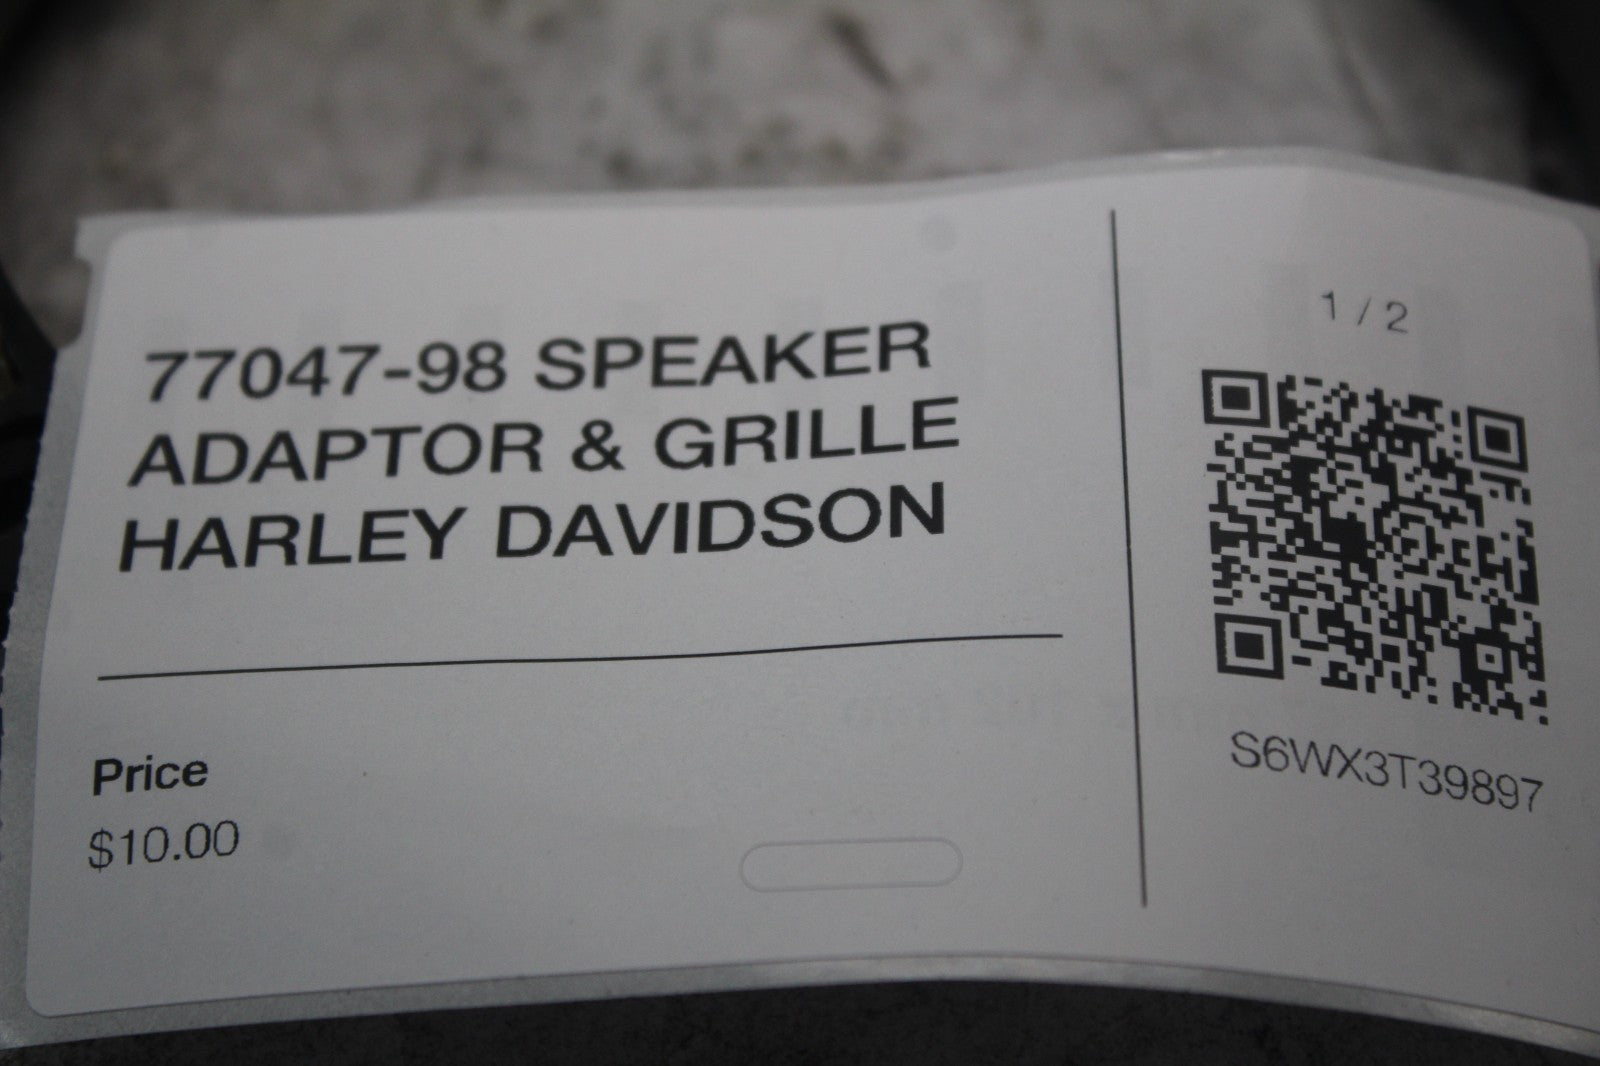 77047-98 SPEAKER
ADAPTOR & GRILLE
HARLEY DAVIDSON
Price
$10.00
1 / 2
S6WX3T39897